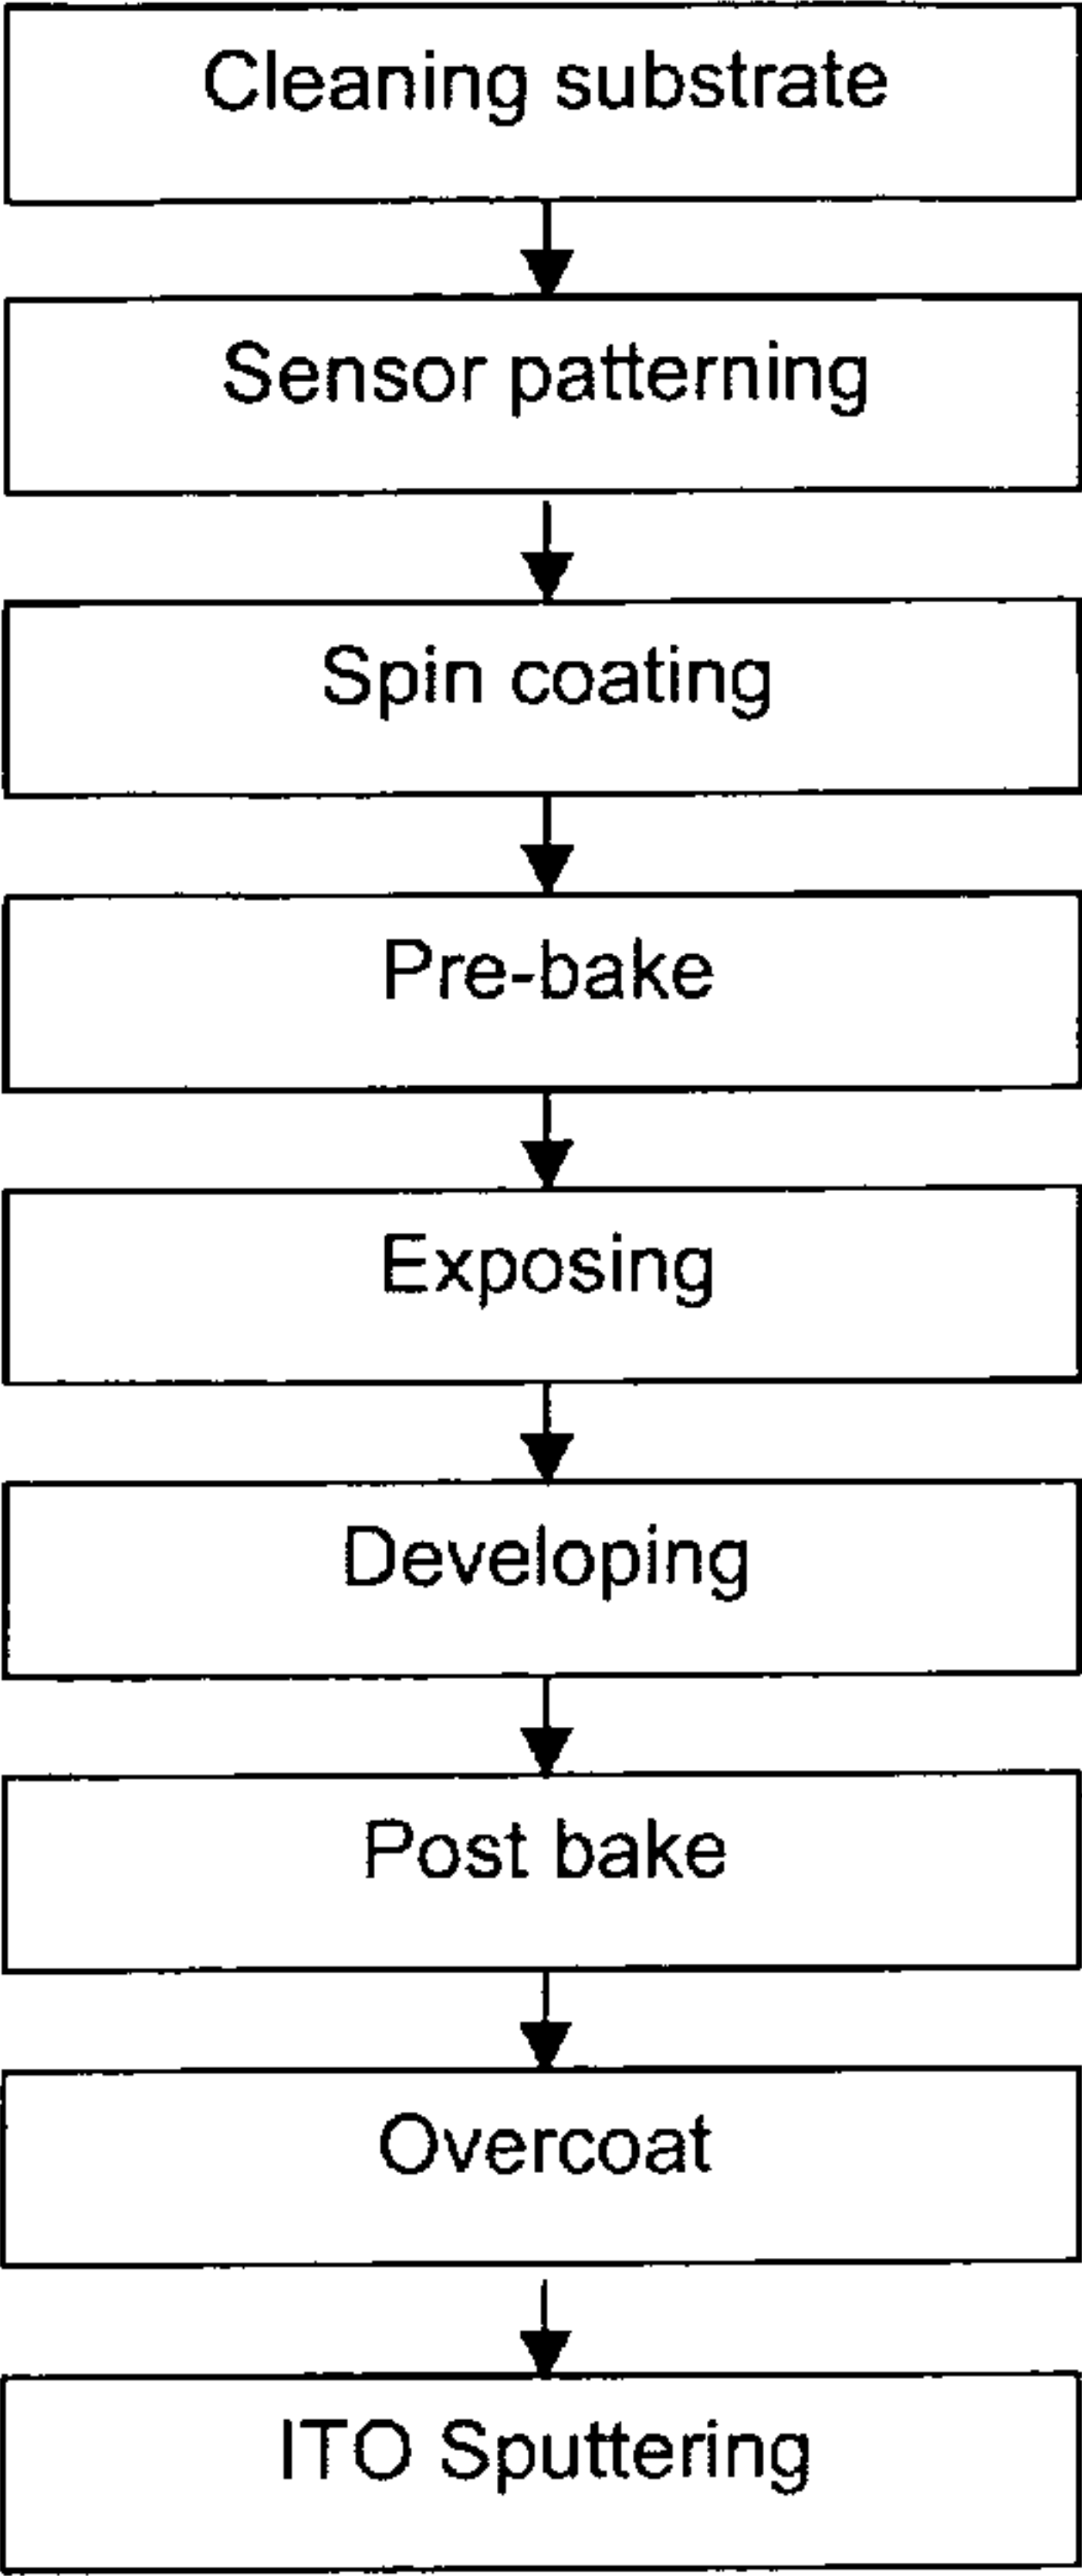 Cleaning substrate
Sensor patterning
Spin coating
Pre-bake
Exposing
Developing
Post bake
Overcoat
ITO Sputtering